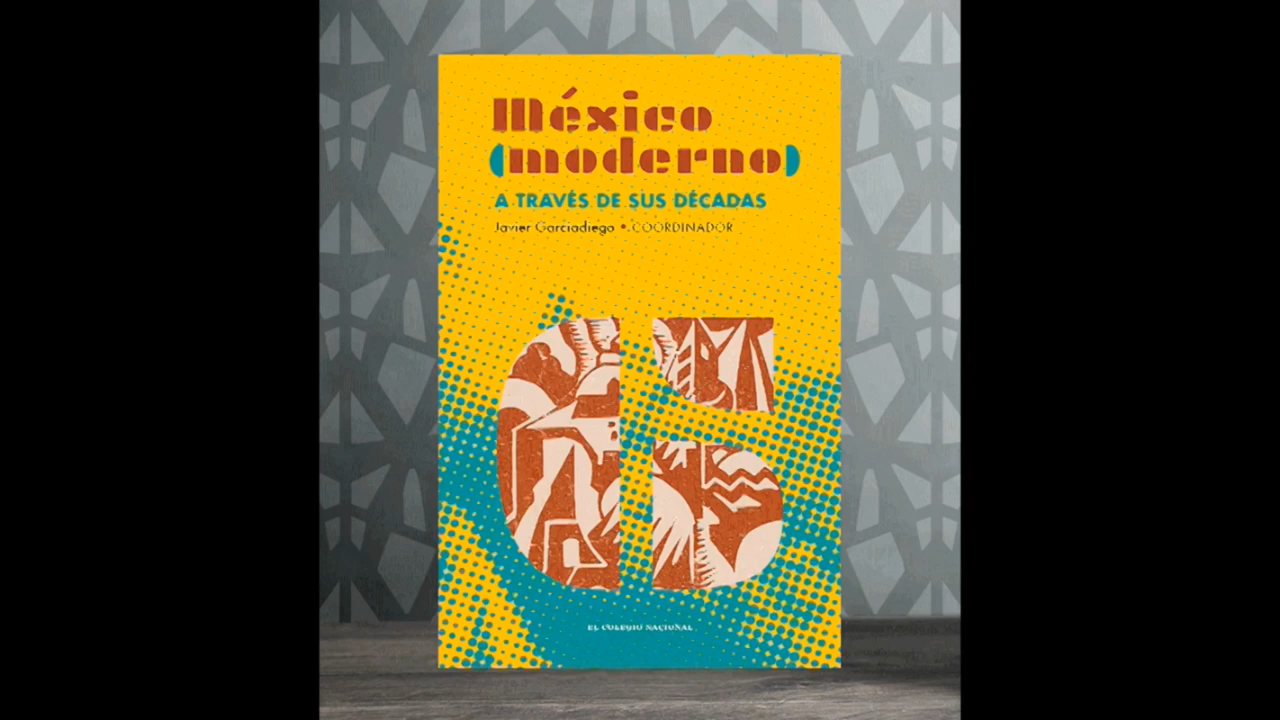 México
(moderno)
A TRAVÉS DE SUS DÉCADAS
Javier Garciadiego • COORDINADOR
EL COLEGIO NACIONAL